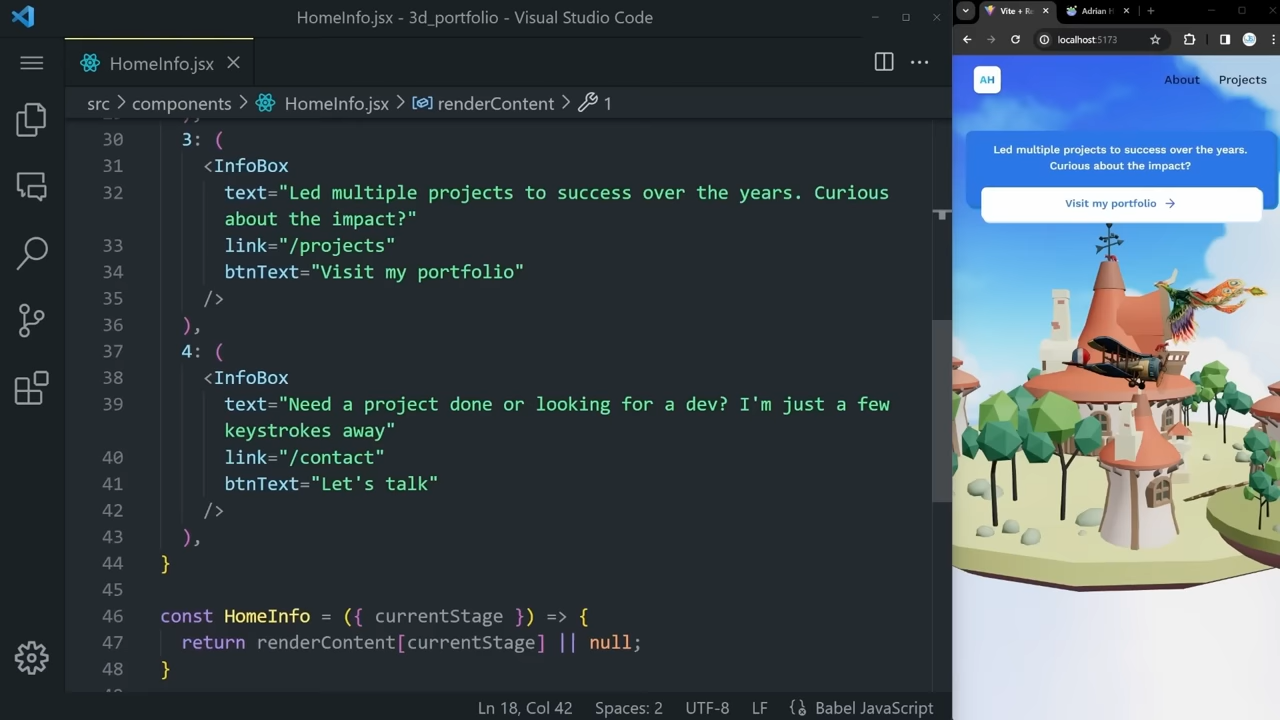 HomeInfo.jsx - 3d_portfolio - Visual Studio Code
HomeInfo.jsx
src > components > HomeInfo.jsx > renderContent > 1
30 3: (
31 <InfoBox
32 text="Led multiple projects to success over the years. Curious
about the impact?"
33 link="/projects"
34 btnText="Visit my portfolio"
35 />
36 ),
37 4: (
38 <InfoBox
39 text="Need a project done or looking for a dev? I'm just a few
keystrokes away"
40 link="/contact"
41 btnText="Let's talk"
42 />
43 ),
44 }
45
46 const HomeInfo = ({ currentStage }) => {
47 return renderContent[currentStage] || null;
48 }
Ln 18, Col 42 Spaces: 2 UTF-8 LF Babel JavaScript
Vite + Re
Adrian H
localhost:5173
AH
About Projects
Led multiple projects to success over the years.
Curious about the impact?
Visit my portfolio →